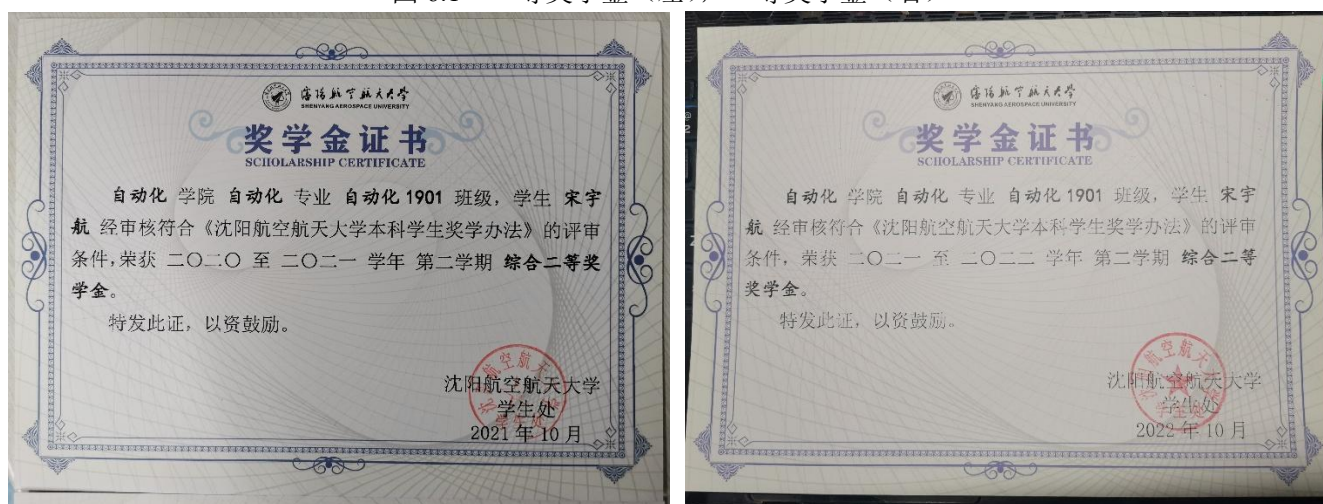 等奖学金
沈阳航空航天大学
SHENYANG AEROSPACE UNIVERSITY
奖学金证书
SCHOLARSHIP CERTIFICATE
自动化 学院 自动化 专业 自动化 1901 班级，学生 宋宇
航 经审核符合《沈阳航空航天大学本科学生奖学办法》的评审
条件，荣获 二〇二〇 至 二〇二一 学年 第二学期 综合二等奖
学金。
特发此证，以资鼓励。
沈阳航空航天大学
学生处
2021 年 10 月
沈阳航空航天大学
SHENYANG AEROSPACE UNIVERSITY
奖学金证书
SCHOLARSHIP CERTIFICATE
自动化 学院 自动化 专业 自动化 1901 班级，学生 宋宇
航 经审核符合《沈阳航空航天大学本科学生奖学办法》的评审
条件，荣获 二〇二一 至 二〇二二 学年 第二学期 综合二等
奖学金。
特发此证，以资鼓励。
沈阳航空航天大学
学生处
2022 年 10 月